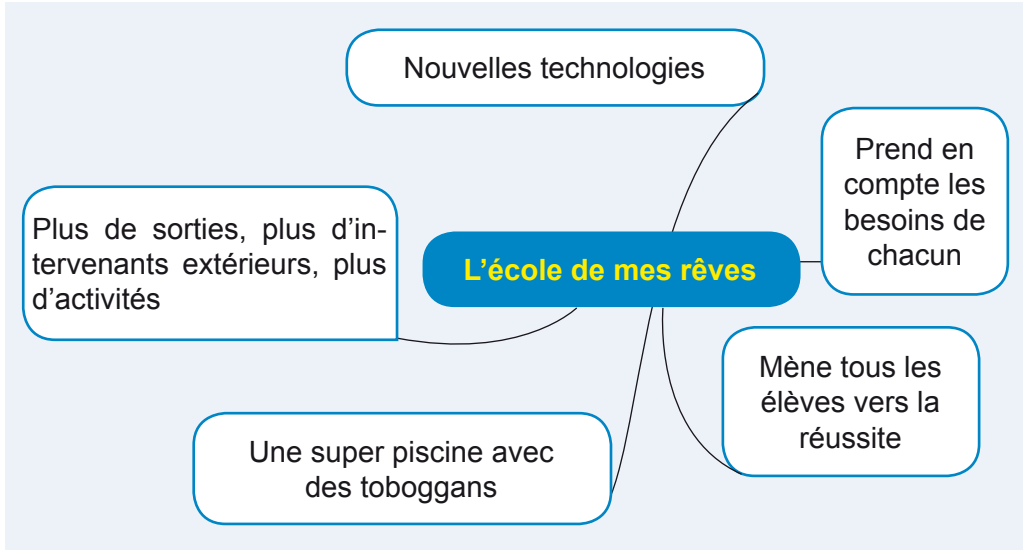 Nouvelles technologies
Prend en
compte les
besoins de
chacun
Plus de sorties, plus d'in-
tervenants extérieurs, plus
d'activités
L'école de mes rêves
Mène tous les
élèves vers la
réussite
Une super piscine avec
des toboggans